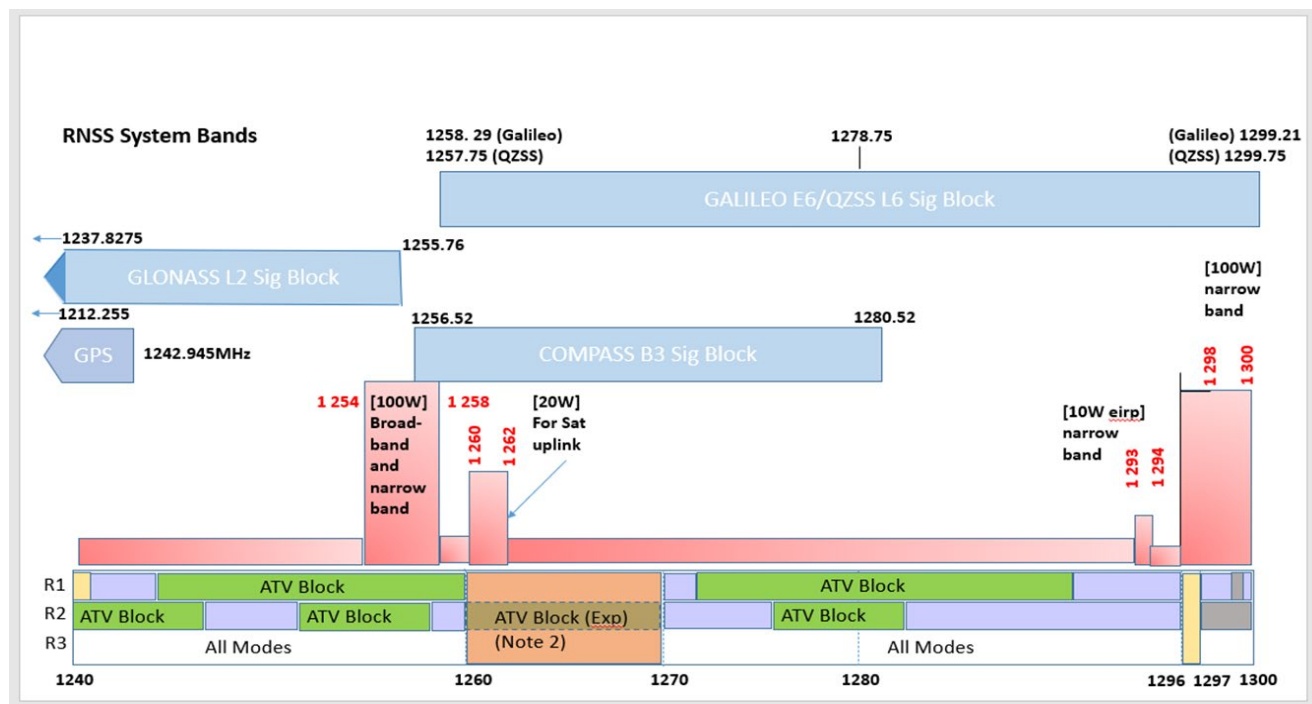 RNSS System Bands
1258. 29 (Galileo)
1257.75 (QZSS)
1278.75
(Galileo) 1299.21
(QZSS) 1299.75
GALILEO E6/QZSS L6 Sig Block
1237.8275
1255.76
GLONASS L2 Sig Block
[100W]
narrow
band
1212.255
1256.52
1280.52
GPS
1242.945MHz
COMPASS B3 Sig Block
1 254
[100W]
Broad-
band
and
narrow
band
1 258
1 260
1 262
[20W]
For Sat
uplink
[10W eirp]
narrow
band
1 293
1 294
1 298
1 300
R1
ATV Block
ATV Block
R2
ATV Block
ATV Block
ATV Block (Exp)
ATV Block
R3
All Modes
(Note 2)
All Modes
1240
1260
1270
1280
1296
1297
1300